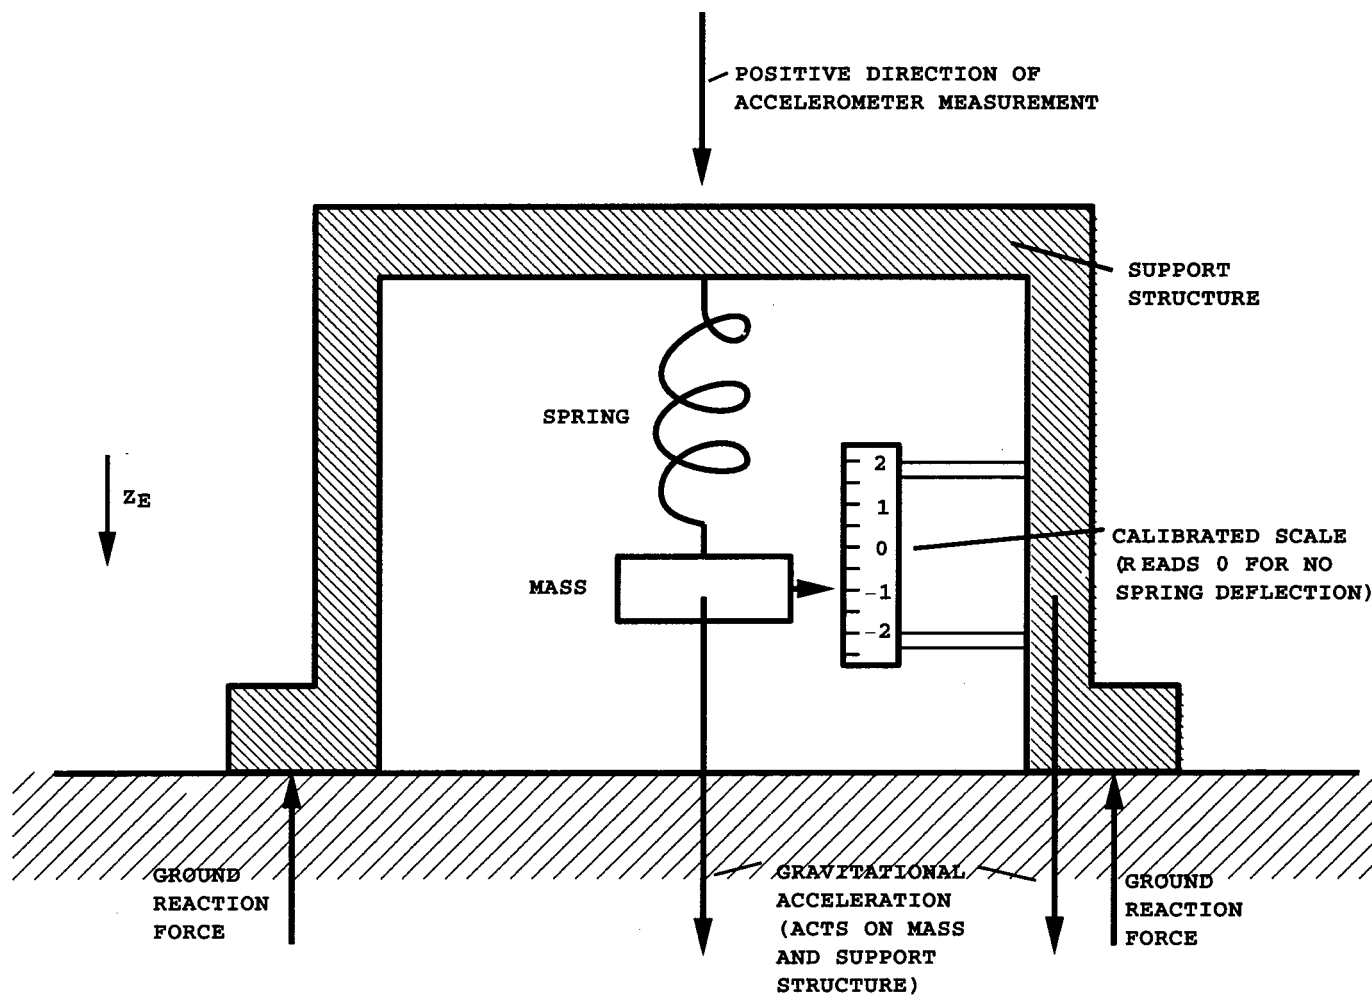 POSITIVE DIRECTION OF
ACCELEROMETER MEASUREMENT
SUPPORT
STRUCTURE
SPRING
ZE
2
1
0
-1
-2
CALIBRATED SCALE
(READS 0 FOR NO
SPRING DEFLECTION)
MASS
GROUND
REACTION
FORCE
GRAVITATIONAL
ACCELERATION
(ACTS ON MASS
AND SUPPORT
STRUCTURE)
GROUND
REACTION
FORCE